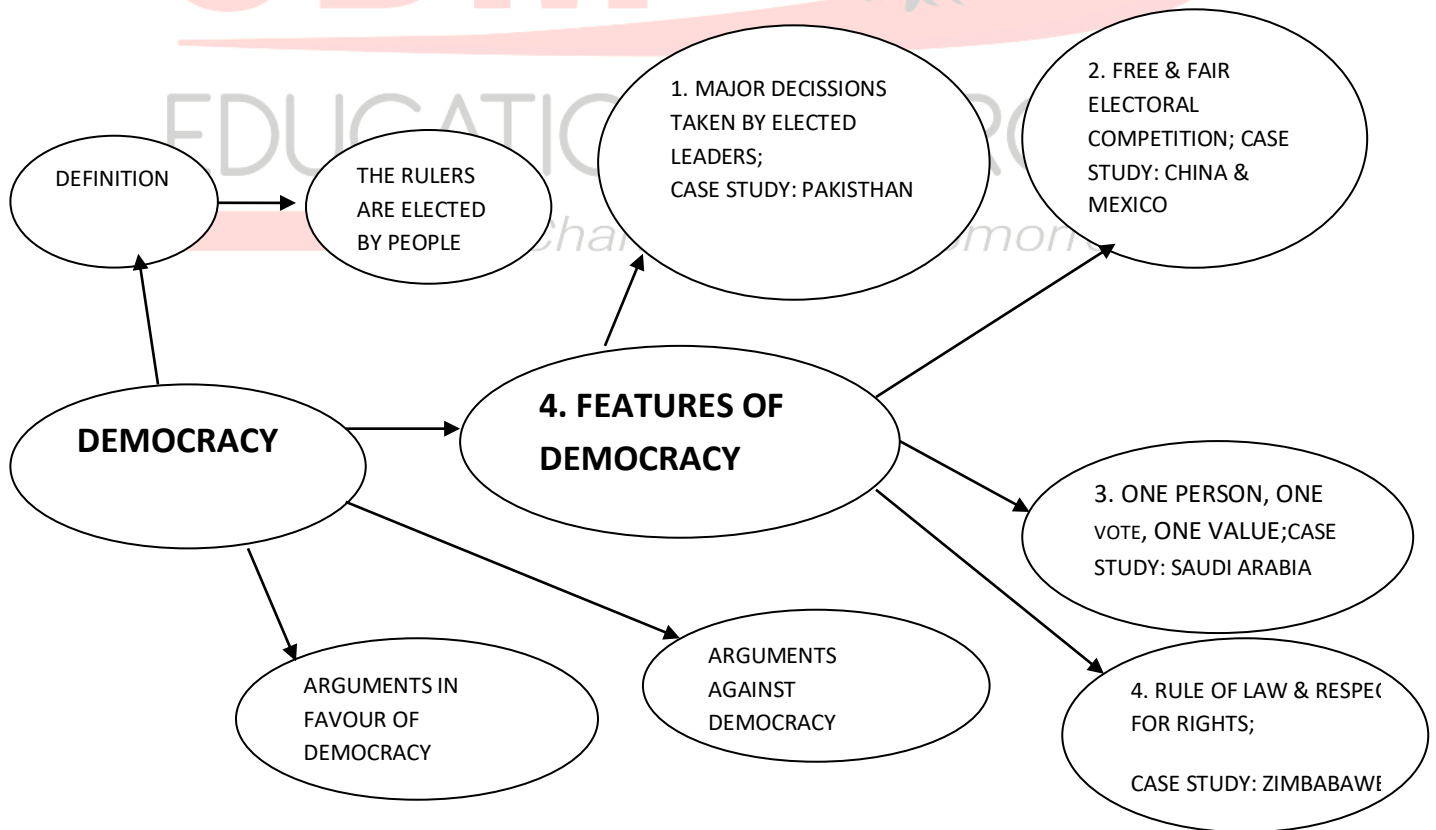 DEFINITION
THE RULERS
ARE ELECTED
BY PEOPLE
1. MAJOR DECISSIONS
TAKEN BY ELECTED
LEADERS;
CASE STUDY: PAKISTHAN
2. FREE & FAIR
ELECTORAL
COMPETITION; CASE
STUDY: CHINA &
MEXICO
DEMOCRACY
4. FEATURES OF
DEMOCRACY
3. ONE PERSON, ONE
VOTE, ONE VALUE;CASE
STUDY: SAUDI ARABIA
ARGUMENTS IN
FAVOUR OF
DEMOCRACY
ARGUMENTS
AGAINST
DEMOCRACY
4. RULE OF LAW & RESPEC
FOR RIGHTS;
CASE STUDY: ZIMBABAWE